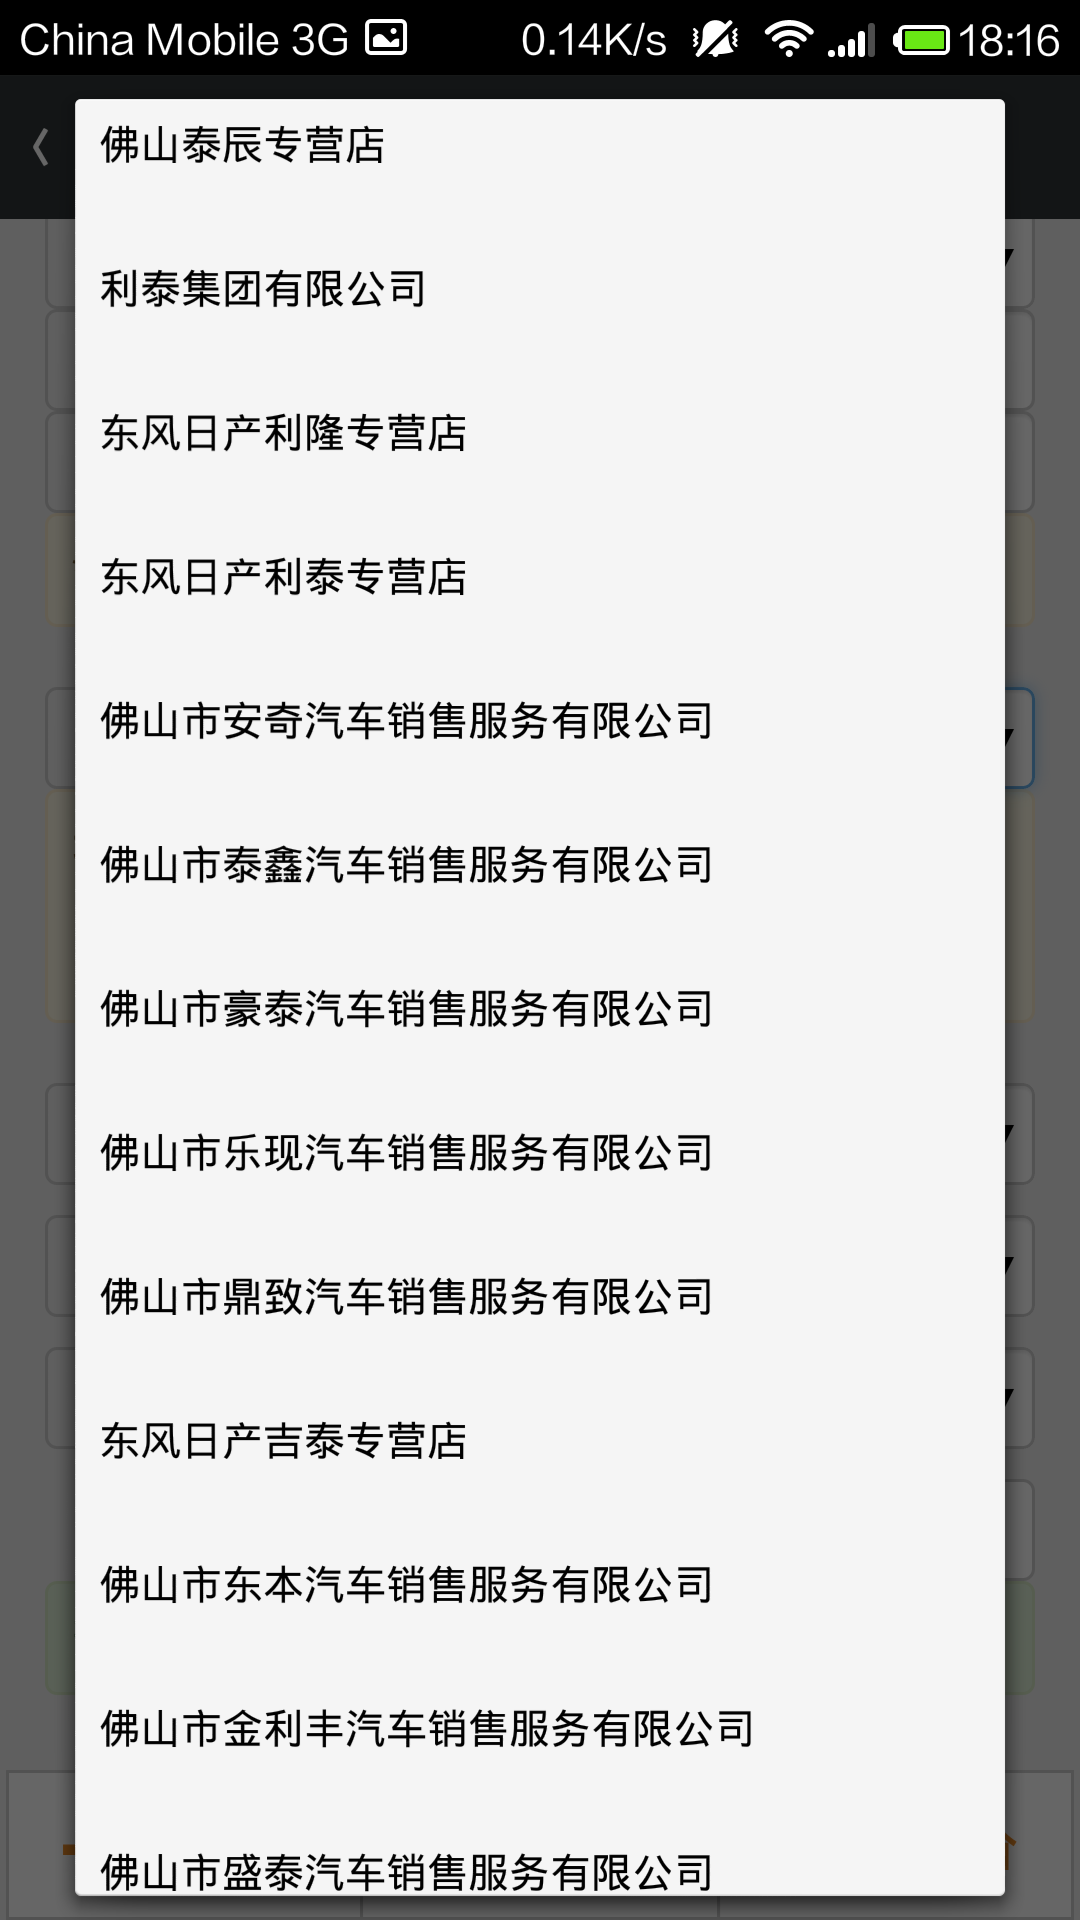 China Mobile 3G 0.14K/s 18:16
佛山泰辰专营店
利泰集团有限公司
东风日产利隆专营店
东风日产利泰专营店
佛山市安奇汽车销售服务有限公司
佛山市泰鑫汽车销售服务有限公司
佛山市豪泰汽车销售服务有限公司
佛山市乐现汽车销售服务有限公司
佛山市鼎致汽车销售服务有限公司
东风日产吉泰专营店
佛山市东本汽车销售服务有限公司
佛山市金利丰汽车销售服务有限公司
佛山市盛泰汽车销售服务有限公司